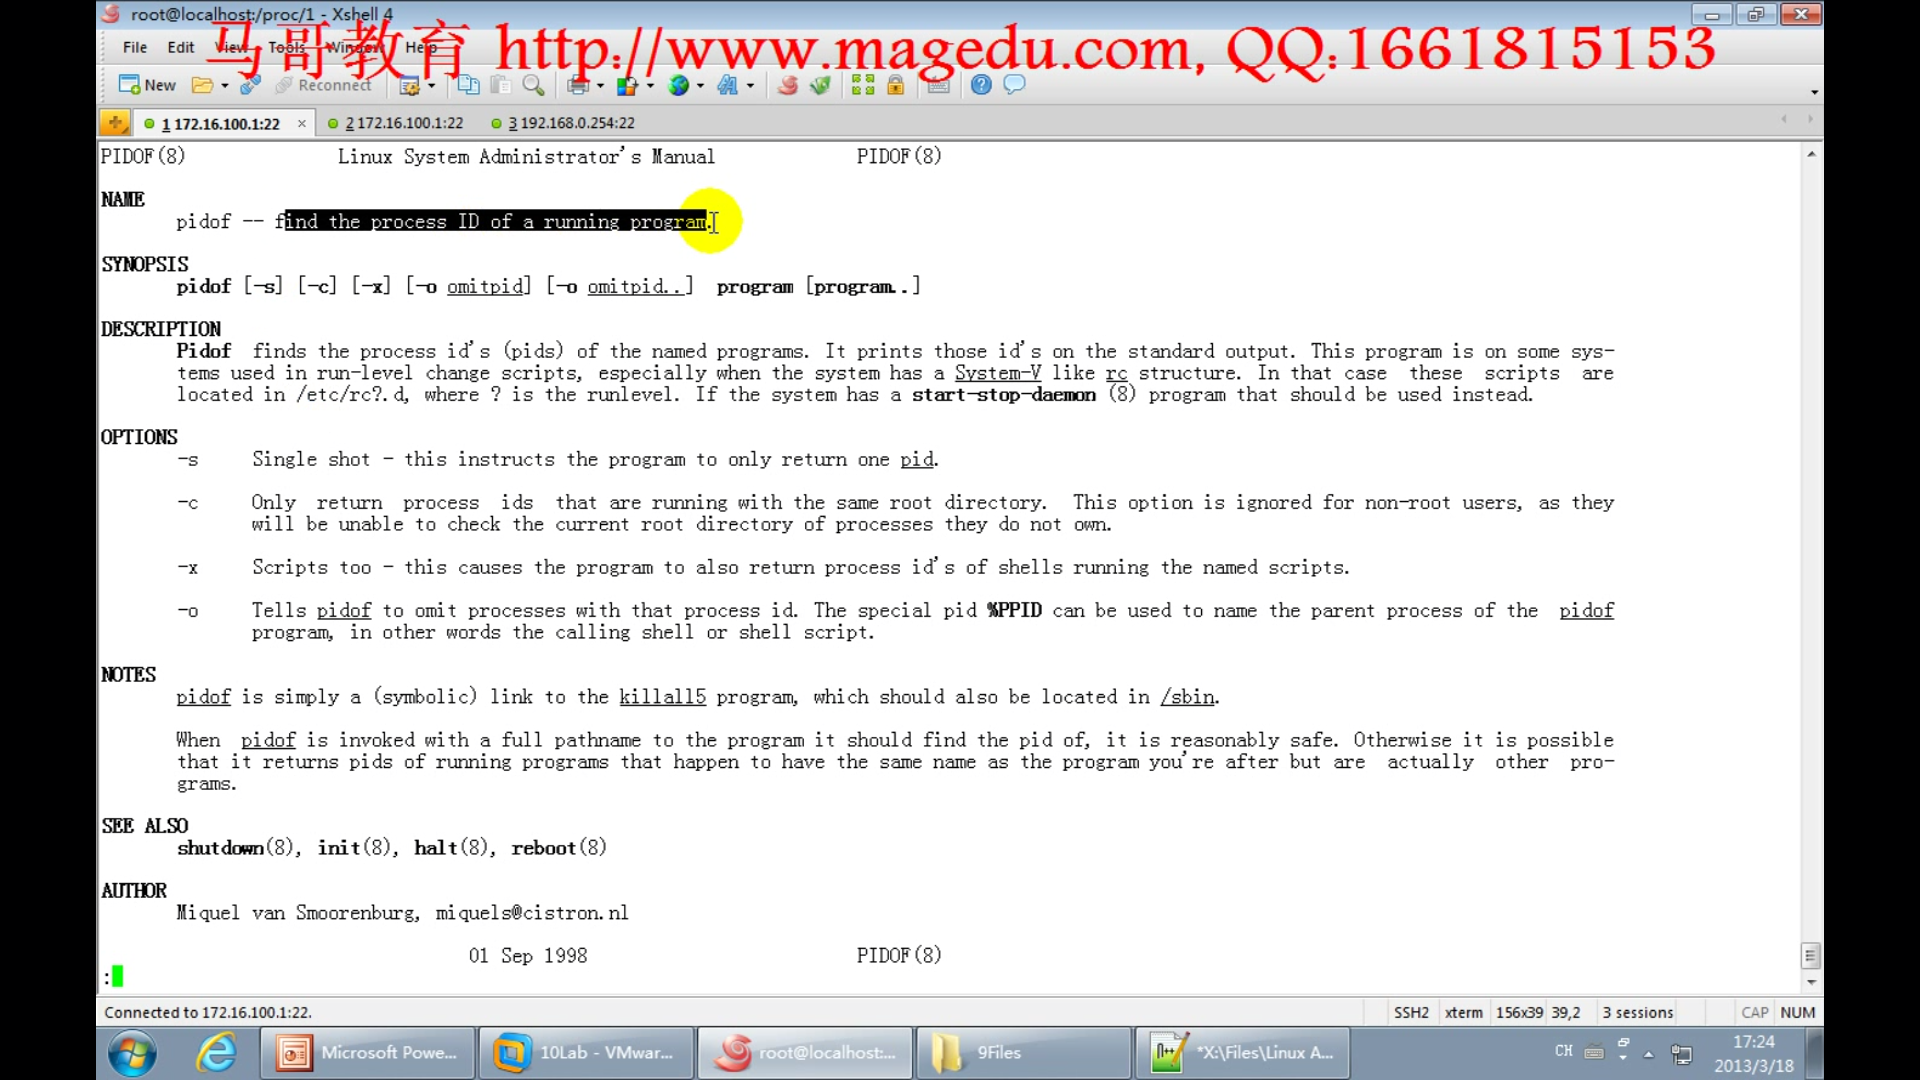 root@localhost:/proc/1 - Xshell 4
马哥教育 http://www.magedu.com, QQ:1661815153
File Edit View Tools Window Help
New Reconnect
1 172.16.100.1:22 × 2 172.16.100.1:22 3 192.168.0.254:22
PIDOF(8) Linux System Administrator's Manual PIDOF(8)
NAME
pidof -- find the process ID of a running program.
SYNOPSIS
pidof [-s] [-c] [-x] [-o omitpid] [-o omitpid..] program [program..]
DESCRIPTION
Pidof finds the process id's (pids) of the named programs. It prints those id's on the standard output. This program is on some sys-
tems used in run-level change scripts, especially when the system has a System-V like rc structure. In that case these scripts are
located in /etc/rc?.d, where ? is the runlevel. If the system has a start-stop-daemon (8) program that should be used instead.
OPTIONS
-s Single shot - this instructs the program to only return one pid.
-c Only return process ids that are running with the same root directory. This option is ignored for non-root users, as they
will be unable to check the current root directory of processes they do not own.
-x Scripts too - this causes the program to also return process id's of shells running the named scripts.
-o Tells pidof to omit processes with that process id. The special pid %PPID can be used to name the parent process of the pidof
program, in other words the calling shell or shell script.
NOTES
pidof is simply a (symbolic) link to the killall5 program, which should also be located in /sbin.
When pidof is invoked with a full pathname to the program it should find the pid of, it is reasonably safe. Otherwise it is possible
that it returns pids of running programs that happen to have the same name as the program you're after but are actually other pro-
grams.
SEE ALSO
shutdown(8), init(8), halt(8), reboot(8)
AUTHOR
Miquel van Smoorenburg, miquels@cistron.nl
01 Sep 1998 PIDOF(8)
:
Connected to 172.16.100.1:22. SSH2 xterm 156x39 39,2 3 sessions CAP NUM
Microsoft Powe... 10Lab - VMwar... root@localhost:... 9Files *X:\Files\Linux A... CH 17:24
2013/3/18